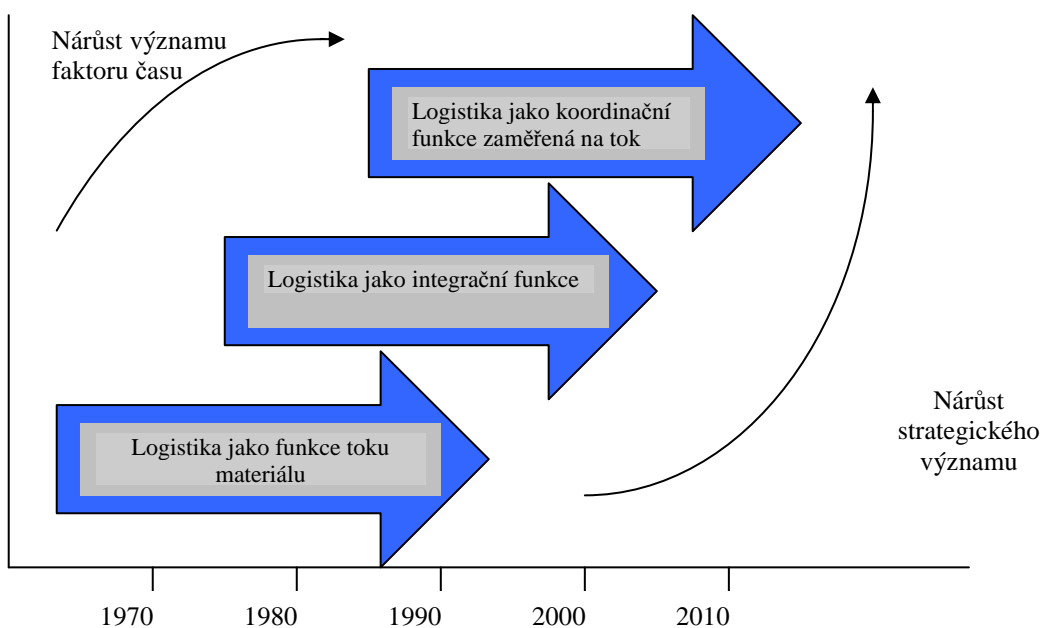 Nárůst významu
faktoru času
Logistika jako koordinační
funkce zaměřená na tok
Logistika jako integrační funkce
Logistika jako funkce toku
materiálu
Nárůst
strategického
významu
1970
1980
1990
2000
2010